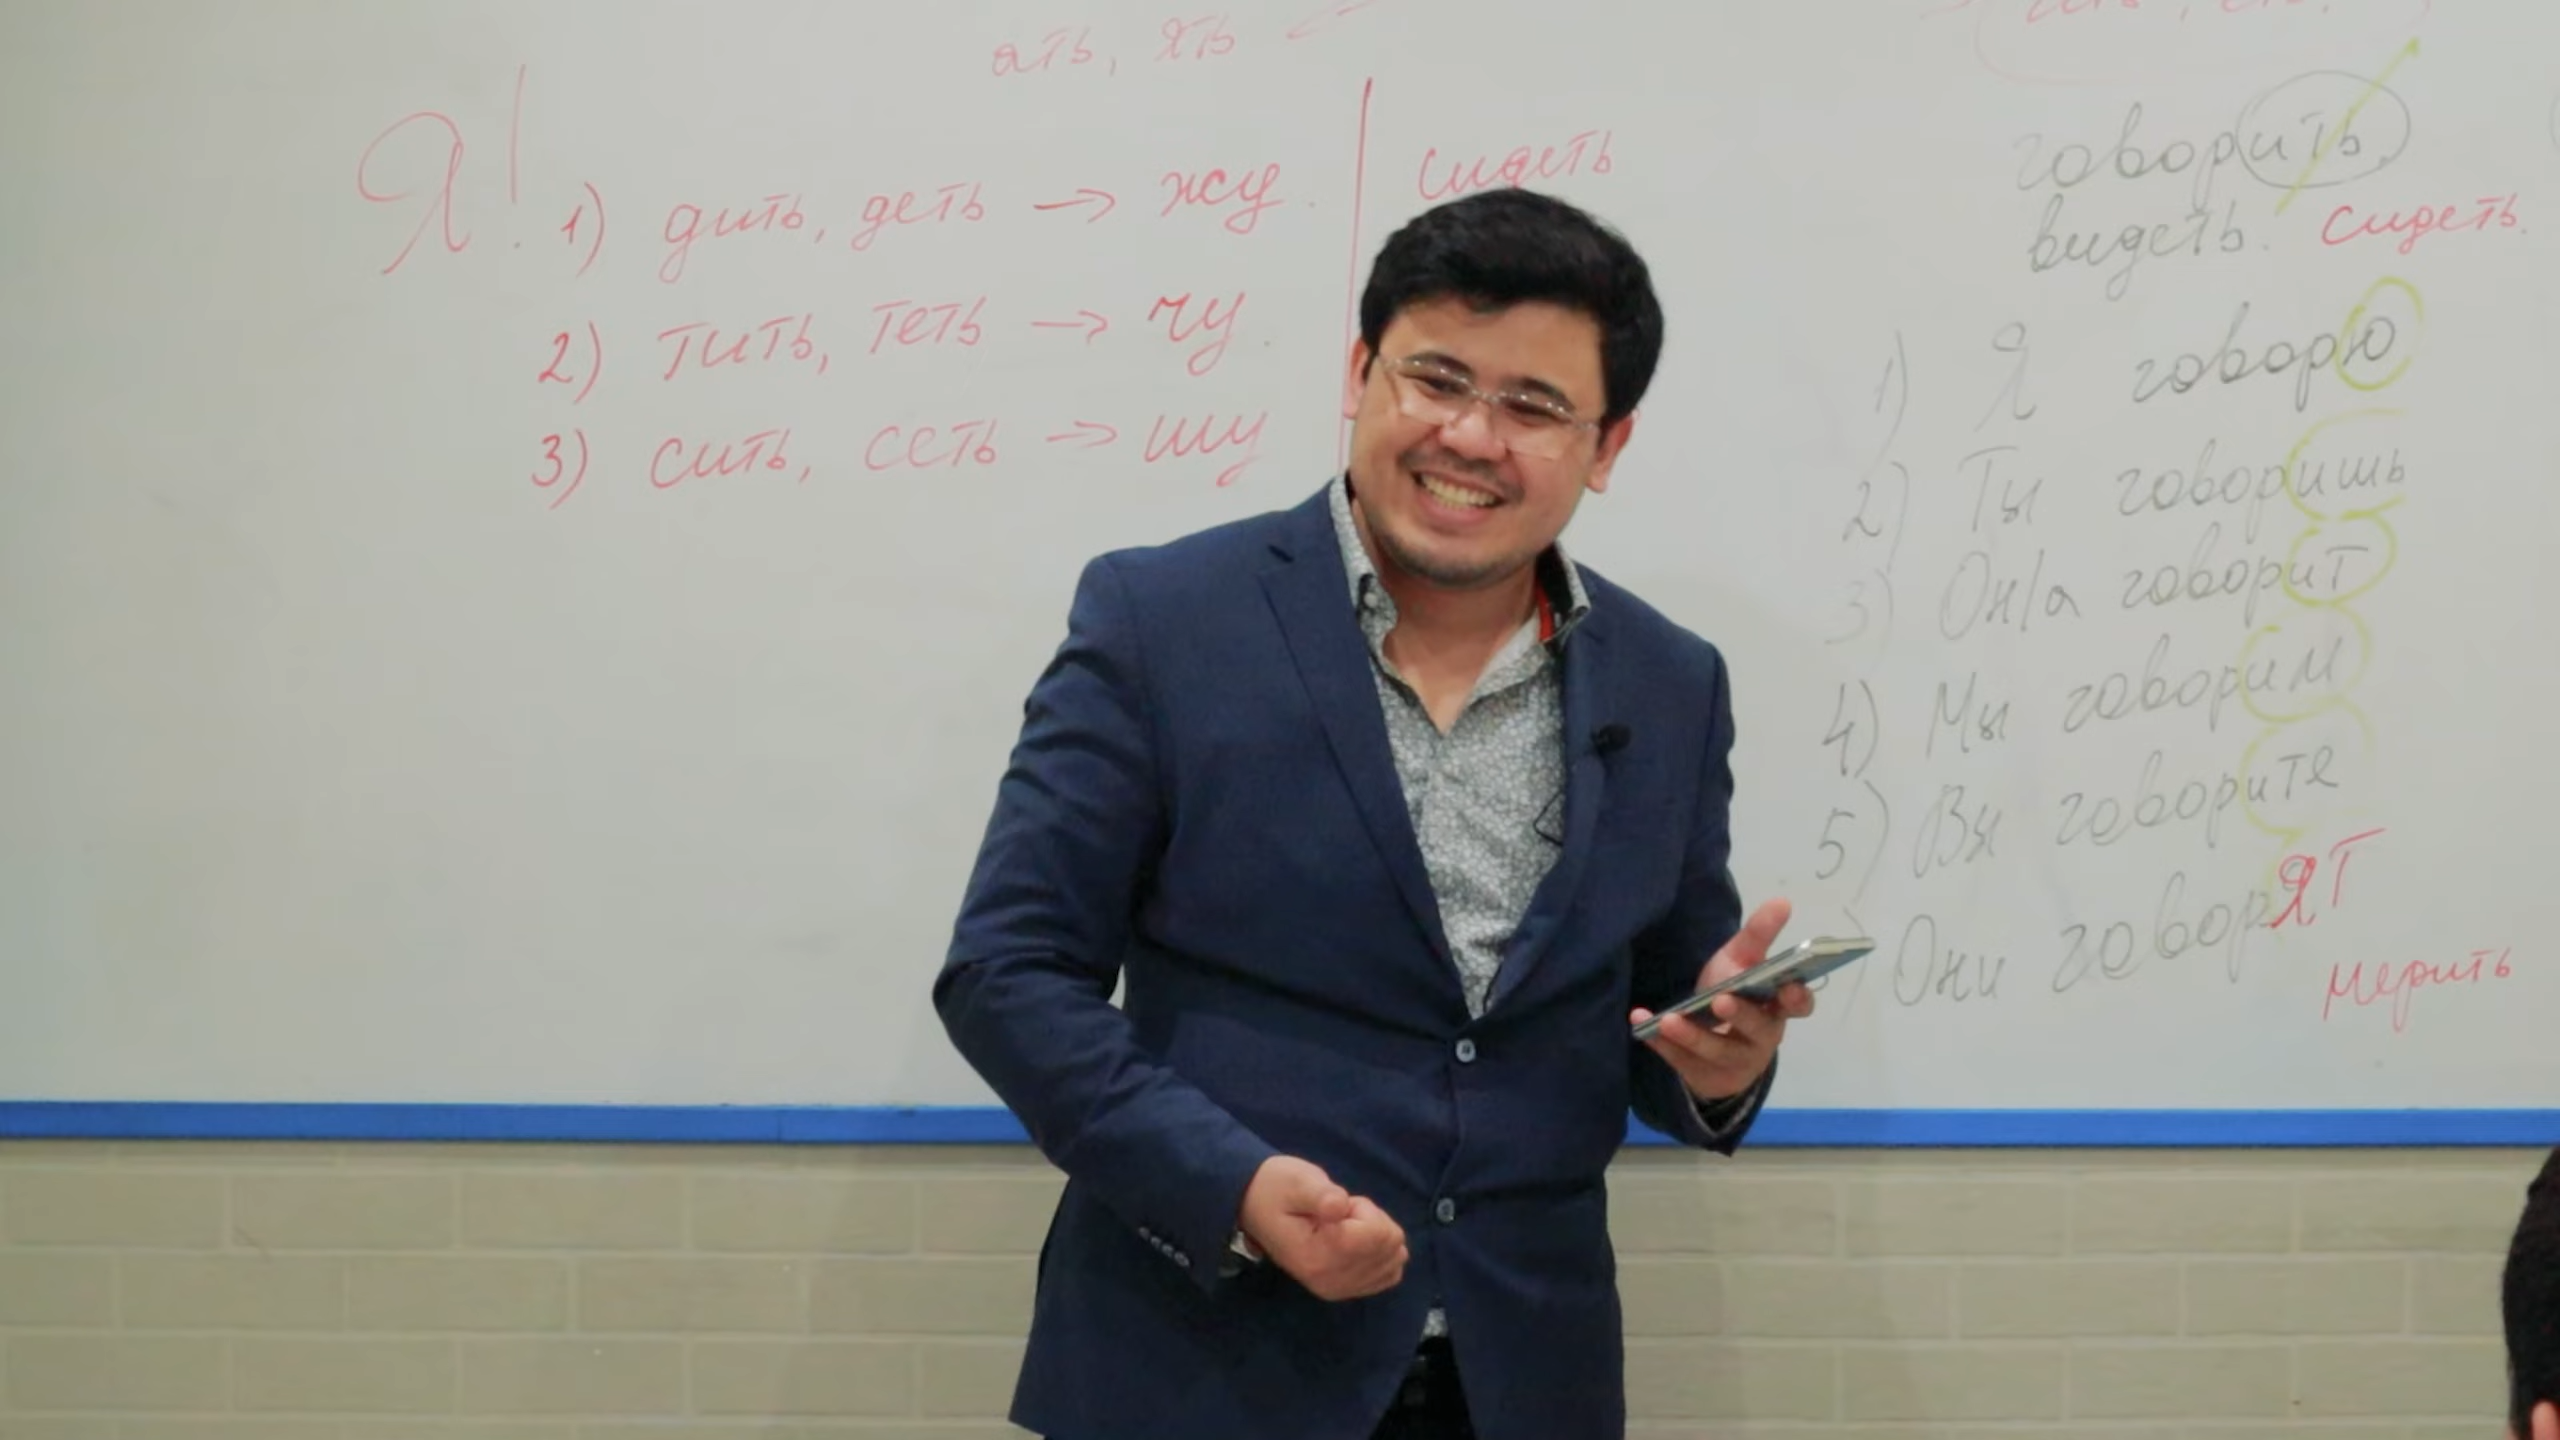 ать, ять
Я!
1) дить, деть → жу.
2) тить, теть → чу.
3) сить, сеть → шу
сидеть
говорить
видеть. сидеть.
1) Я говорю
2) Ты говоришь
3) Он/а говорит
4) Мы говорим
5) Вы говорите
) Они говорЯТ
мерить